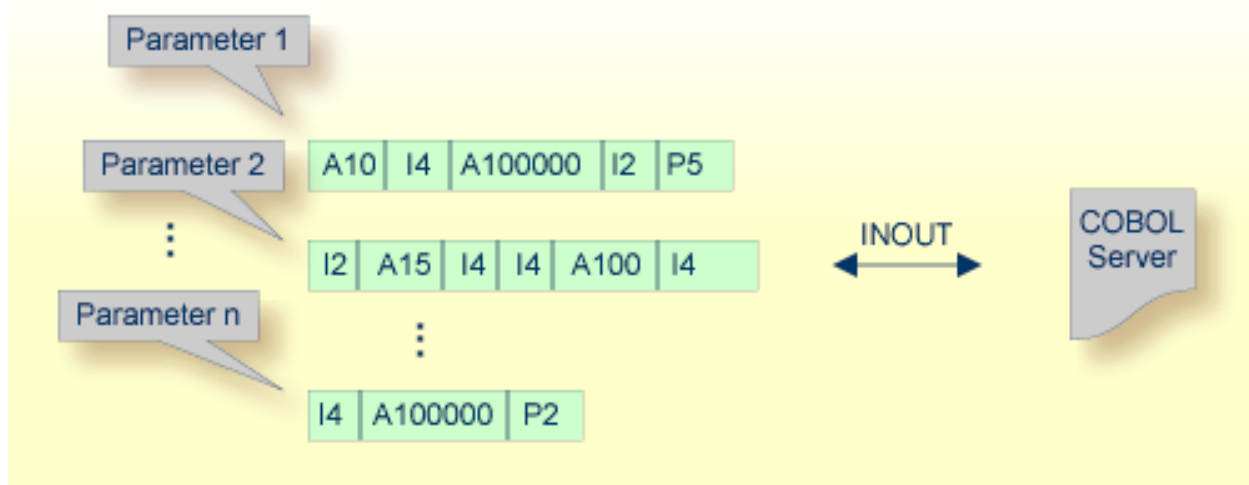 Parameter 1
A10 I4 A100000 I2 P5
Parameter 2
I2 A15 I4 I4 A100 I4
INOUT
COBOL
Server
Parameter n
I4 A100000 P2